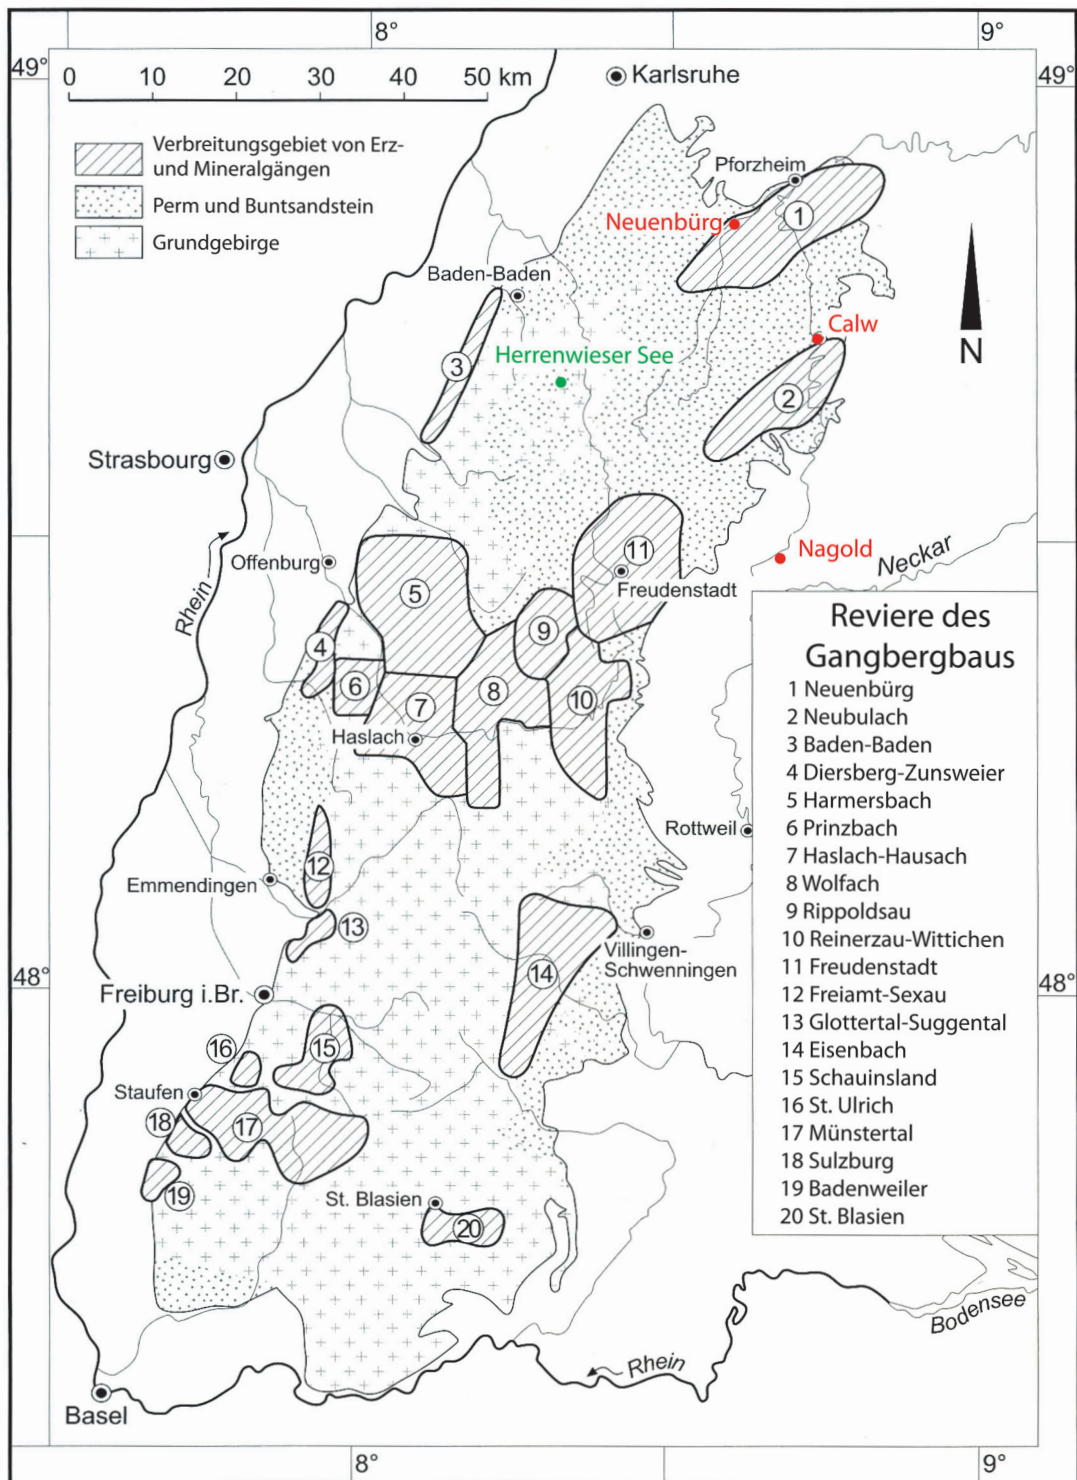 8°
9°
49°
49°
0 10 20 30 40 50 km
Karlsruhe
Verbreitungsgebiet von Erz-
und Mineralgängen
Perm und Buntsandstein
Grundgebirge
Pforzheim
1
Neuenbürg
Baden-Baden
Calw
3
Herrenwieser See
N
2
Strasbourg
11
Nagold
Neckar
Offenburg
Rhein
5
Freudenstadt
9
4
6
7
8
10
Haslach
Reviere des
Gangbergbaus
1 Neuenbürg
2 Neubulach
3 Baden-Baden
4 Diersberg-Zunsweier
5 Harmersbach
6 Prinzbach
7 Haslach-Hausach
8 Wolfach
9 Rippoldsau
10 Reinerzau-Wittichen
11 Freudenstadt
12 Freiamt-Sexau
13 Glottertal-Suggental
14 Eisenbach
15 Schauinsland
16 St. Ulrich
17 Münstertal
18 Sulzburg
19 Badenweiler
20 St. Blasien
Rottweil
12
Emmendingen
13
Villingen-
Schwenningen
14
48°
48°
Freiburg i.Br.
16
15
Staufen
18
17
19
St. Blasien
20
Bodensee
Rhein
Basel
8°
9°